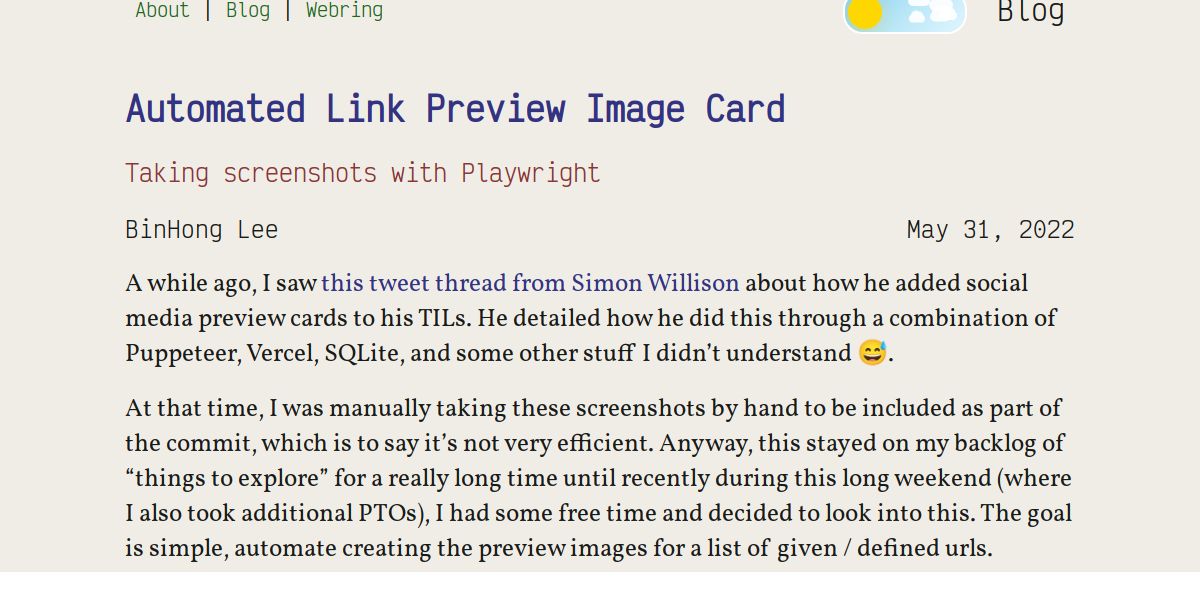 About | Blog | Webring
Blog
Automated Link Preview Image Card
Taking screenshots with Playwright
BinHong Lee
May 31, 2022
A while ago, I saw this tweet thread from Simon Willison about how he added social
media preview cards to his TILs. He detailed how he did this through a combination of
Puppeteer, Vercel, SQLite, and some other stuff I didn’t understand 😅.
At that time, I was manually taking these screenshots by hand to be included as part of
the commit, which is to say it’s not very efficient. Anyway, this stayed on my backlog of
“things to explore” for a really long time until recently during this long weekend (where
I also took additional PTOs), I had some free time and decided to look into this. The goal
is simple, automate creating the preview images for a list of given / defined urls.